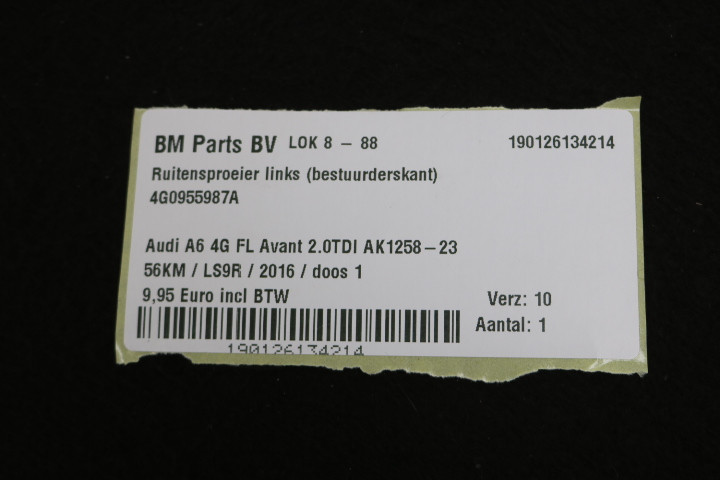 BM Parts BV LOK 8 - 88 190126134214
Ruitensproeier links (bestuurderskant)
4G0955987A
Audi A6 4G FL Avant 2.0TDI AK1258-23
56KM / LS9R / 2016 / doos 1
9,95 Euro incl BTW Verz: 10
Aantal: 1
190126134214